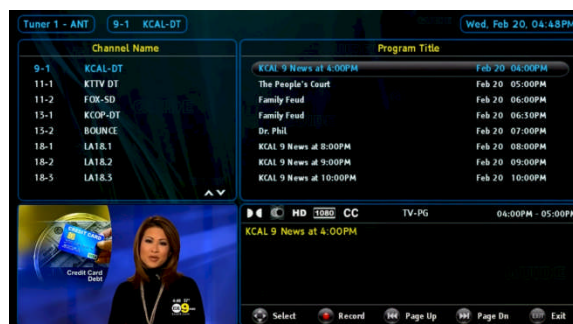 Tuner 1 - ANT
9-1 KCAL-DT
Wed, Feb 20, 04:48PM
Channel Name
Program Title
9-1 KCAL-DT
11-1 KTTV DT
11-2 FOX-SD
13-1 KCOP-DT
13-2 BOUNCE
18-1 LA18.1
18-2 LA18.2
18-3 LA18.3
KCAL 9 News at 4:00PM Feb 20 04:00PM
The People's Court Feb 20 05:00PM
Family Feud Feb 20 06:00PM
Family Feud Feb 20 06:30PM
Dr. Phil Feb 20 07:00PM
KCAL 9 News at 8:00PM Feb 20 08:00PM
KCAL 9 News at 9:00PM Feb 20 09:00PM
KCAL 9 News at 10:00PM Feb 20 10:00PM
CREDIT CARD
Credit Card
Debt
9
HD 1080 CC TV-PG 04:00PM - 05:00PM
KCAL 9 News at 4:00PM
Select Record Page Up Page Dn EXIT Exit